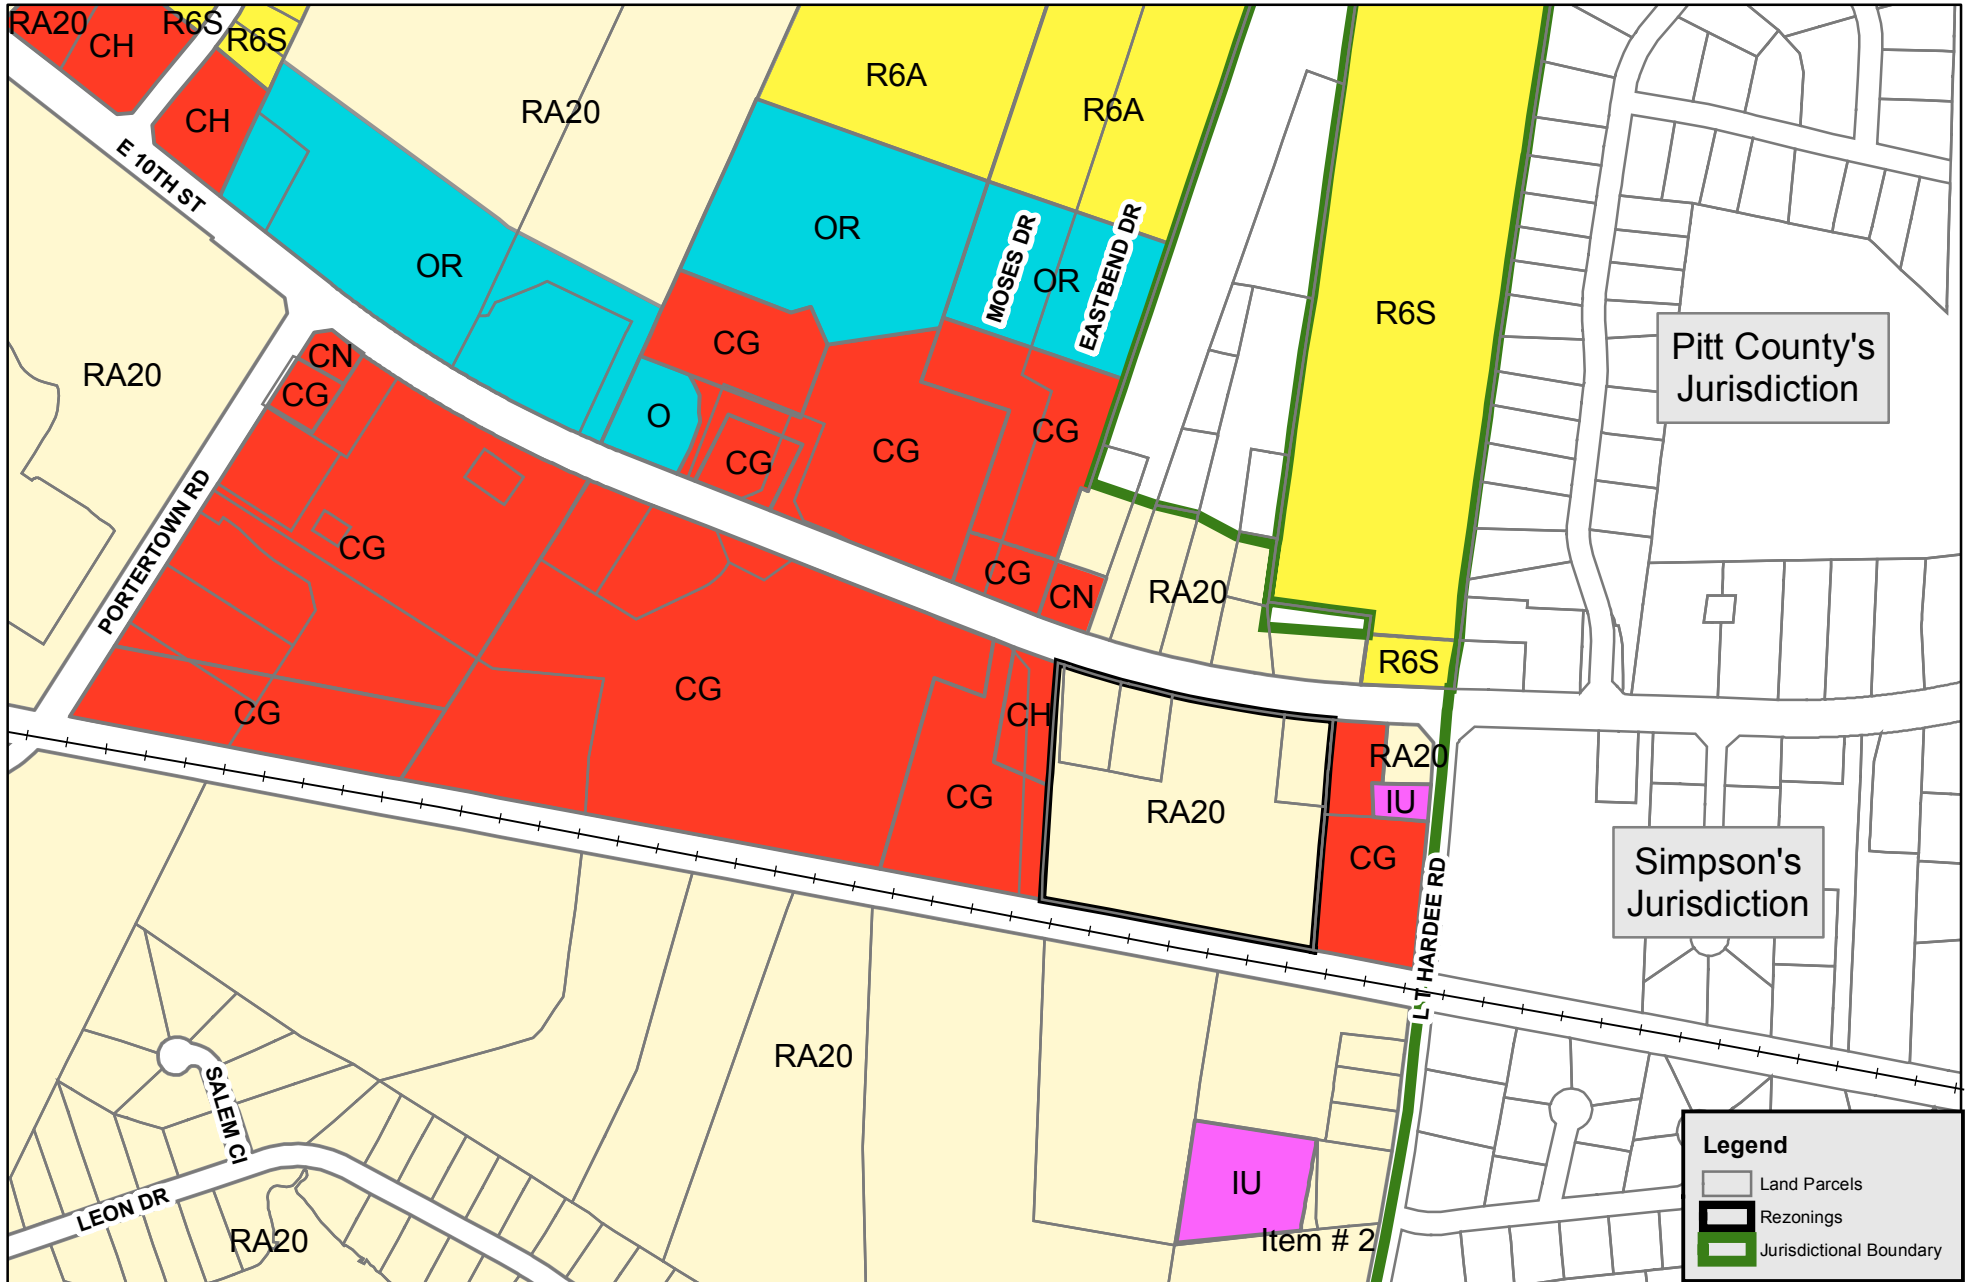 RA20
CH
R6S
R6S
CH
E 10TH ST
RA20
R6A
R6A
OR
OR
MOSES DR
OR
EASTBEND DR
R6S
Pitt County's
Jurisdiction
RA20
CN
CG
CG
O
CG
CG
CG
PORTERTOWN RD
CG
CG
CN
RA20
R6S
CG
CG
CH
CG
RA20
RA20
IU
CG
L T HARDEE RD
Simpson's
Jurisdiction
RA20
SALEM CI
LEON DR
RA20
IU
Item # 2
Legend
Land Parcels
Rezonings
Jurisdictional Boundary